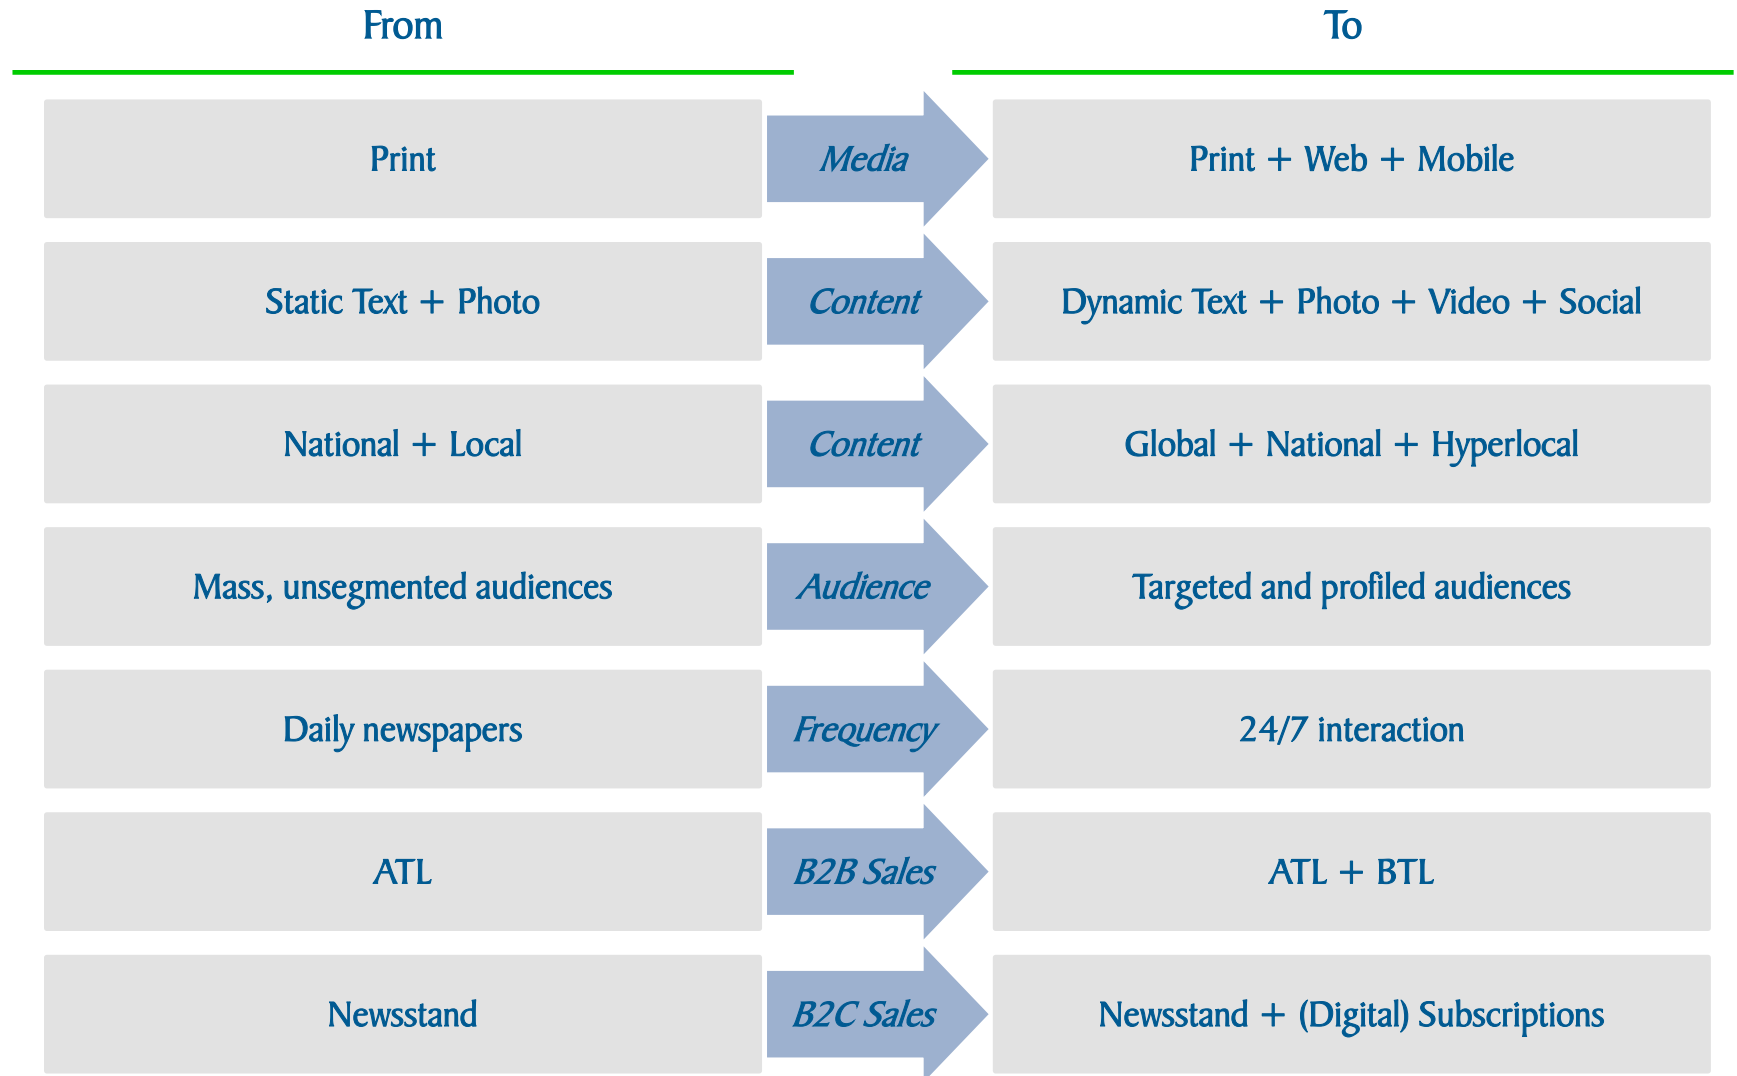 From
To
Print
Media
Print + Web + Mobile
Static Text + Photo
Content
Dynamic Text + Photo + Video + Social
National + Local
Content
Global + National + Hyperlocal
Mass, unsegmented audiences
Audience
Targeted and profiled audiences
Daily newspapers
Frequency
24/7 interaction
ATL
B2B Sales
ATL + BTL
Newsstand
B2C Sales
Newsstand + (Digital) Subscriptions